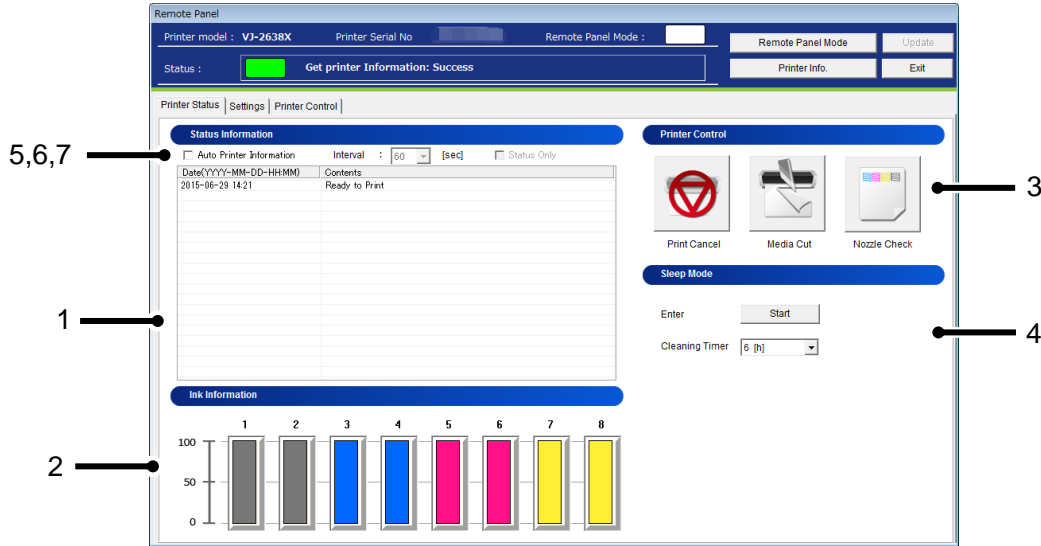 Remote Panel
Printer model : VJ-2638X Printer Serial No Remote Panel Mode :
Remote Panel Mode Update
Status : Get printer Information: Success
Printer Info. Exit
Printer Status Settings Printer Control
Status Information
Printer Control
5,6,7
Auto Printer Information Interval : 60 [sec] Status Only
Date(YYYY-MM-DD-HH:MM) Contents
2015-06-29 14:21 Ready to Print
3
Print Cancel Media Cut Nozzle Check
Sleep Mode
1
Enter Start
4
Cleaning Timer 6 [h]
Ink Information
1 2 3 4 5 6 7 8
100
2
50
0